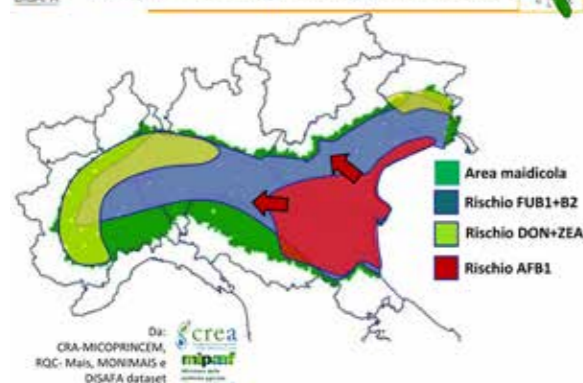 Area maidicola
Rischio FUB1+B2
Rischio DON+ZEA
Rischio AFB1
Da:
CRA-MICOPRINCEM,
RQC- Mais, MONIMAIS e
DISAFA dataset
crea
mipaaf